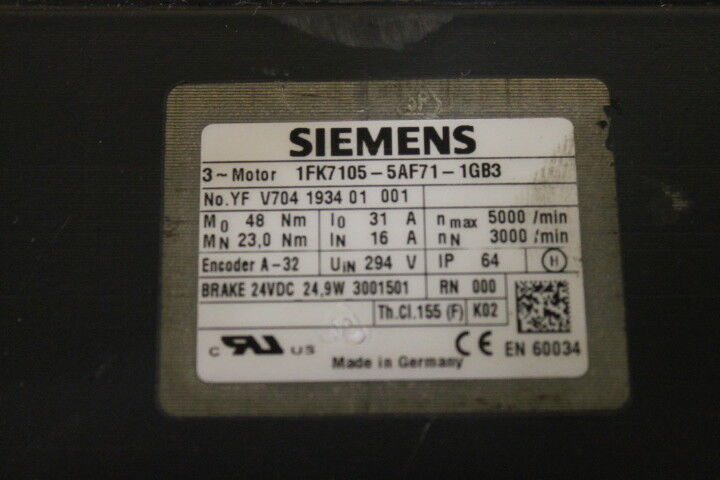 SIEMENS
3~Motor 1FK7105-5AF71-1GB3
No.YF V704 1934 01 001
M0 48 Nm I0 31 A n max 5000 /min
MN 23,0 Nm IN 16 A nN 3000 /min
Encoder A-32 UIN 294 V IP 64 H
BRAKE 24VDC 24,9W 3001501 RN 000
Th.Cl.155 (F) K02
c RU US CE EN 60034
Made in Germany